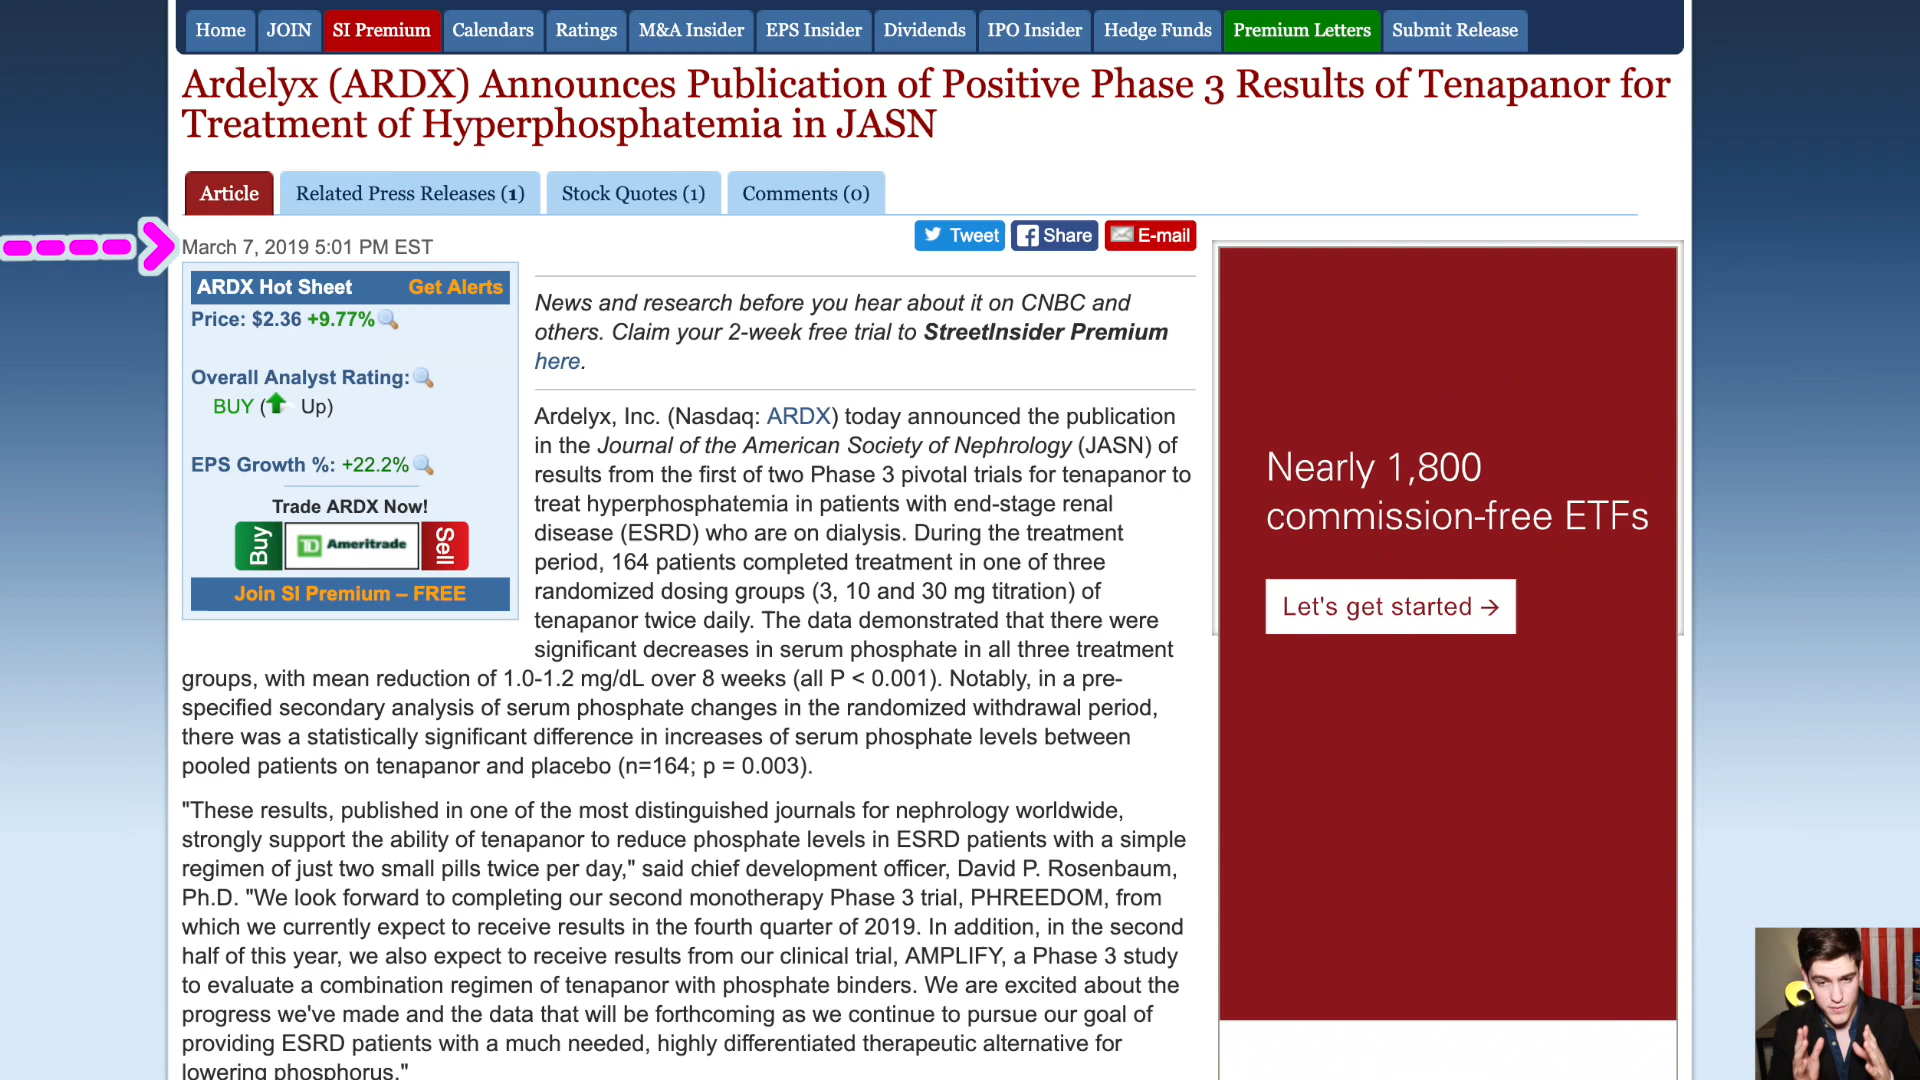 Home JOIN SI Premium Calendars Ratings M&A Insider EPS Insider Dividends IPO Insider Hedge Funds Premium Letters Submit Release
Ardelyx (ARDX) Announces Publication of Positive Phase 3 Results of Tenapanor for
Treatment of Hyperphosphatemia in JASN
Article Related Press Releases (1) Stock Quotes (1) Comments (0)
March 7, 2019 5:01 PM EST
Tweet Share E-mail
ARDX Hot Sheet Get Alerts
Price: $2.36 +9.77%
Overall Analyst Rating:
BUY ( Up)
EPS Growth %: +22.2%
Trade ARDX Now!
Buy TD Ameritrade Sell
Join SI Premium – FREE
News and research before you hear about it on CNBC and
others. Claim your 2-week free trial to StreetInsider Premium
here.
Ardelyx, Inc. (Nasdaq: ARDX) today announced the publication
in the Journal of the American Society of Nephrology (JASN) of
results from the first of two Phase 3 pivotal trials for tenapanor to
treat hyperphosphatemia in patients with end-stage renal
disease (ESRD) who are on dialysis. During the treatment
period, 164 patients completed treatment in one of three
randomized dosing groups (3, 10 and 30 mg titration) of
tenapanor twice daily. The data demonstrated that there were
significant decreases in serum phosphate in all three treatment
groups, with mean reduction of 1.0-1.2 mg/dL over 8 weeks (all P < 0.001). Notably, in a pre-
specified secondary analysis of serum phosphate changes in the randomized withdrawal period,
there was a statistically significant difference in increases of serum phosphate levels between
pooled patients on tenapanor and placebo (n=164; p = 0.003).
"These results, published in one of the most distinguished journals for nephrology worldwide,
strongly support the ability of tenapanor to reduce phosphate levels in ESRD patients with a simple
regimen of just two small pills twice per day," said chief development officer, David P. Rosenbaum,
Ph.D. "We look forward to completing our second monotherapy Phase 3 trial, PHREEDOM, from
which we currently expect to receive results in the fourth quarter of 2019. In addition, in the second
half of this year, we also expect to receive results from our clinical trial, AMPLIFY, a Phase 3 study
to evaluate a combination regimen of tenapanor with phosphate binders. We are excited about the
progress we've made and the data that will be forthcoming as we continue to pursue our goal of
providing ESRD patients with a much needed, highly differentiated therapeutic alternative for
lowering phosphorus."
Nearly 1,800
commission-free ETFs
Let's get started →